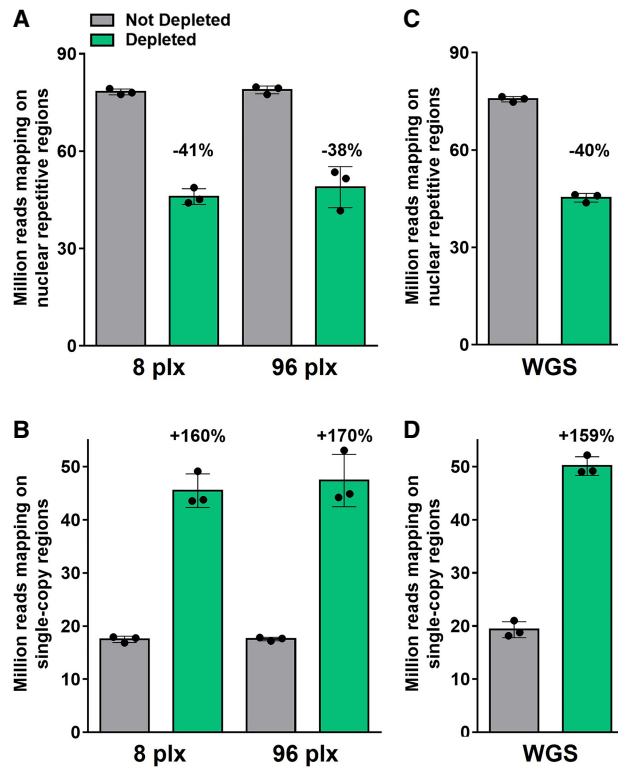 A
Not Depleted
Depleted
Million reads mapping on
nuclear repetitive regions
90
60
30
0
-41%
-38%
8 plx
96 plx
C
Million reads mapping on
nuclear repetitive regions
90
60
30
0
-40%
WGS
B
Million reads mapping on
single-copy regions
50
40
30
20
10
0
+160%
+170%
8 plx
96 plx
D
Million reads mapping on
single-copy regions
50
40
30
20
10
0
+159%
WGS